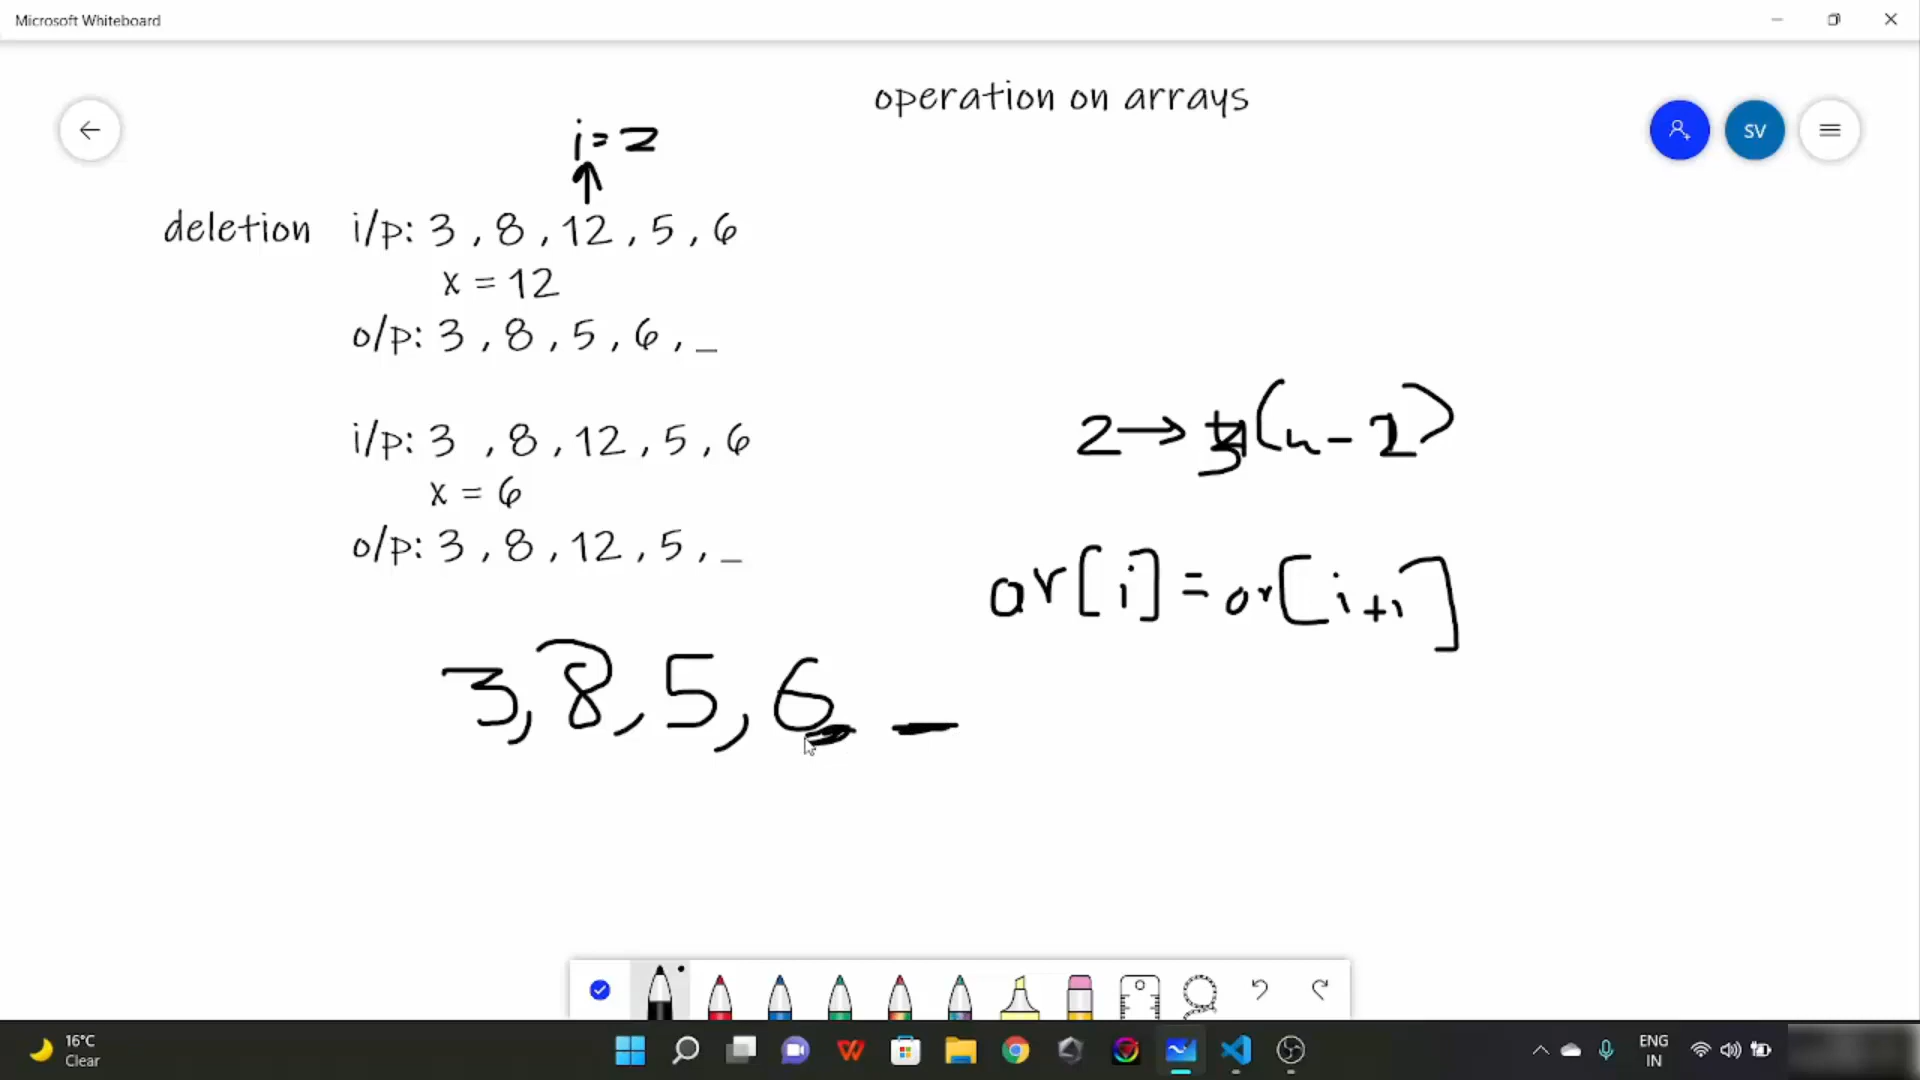 Microsoft Whiteboard
operation on arrays
i = 2
deletion i/p: 3 , 8 , 12 , 5 , 6
x = 12
o/p: 3 , 8 , 5 , 6 , _
i/p: 3 , 8 , 12 , 5 , 6
x = 6
o/p: 3 , 8 , 12 , 5 , _
2 → 3 (n - 2)
ar[i] = ar[i+1]
3, 8, 5, 6, _
SV
16°C
Clear
ENG
IN